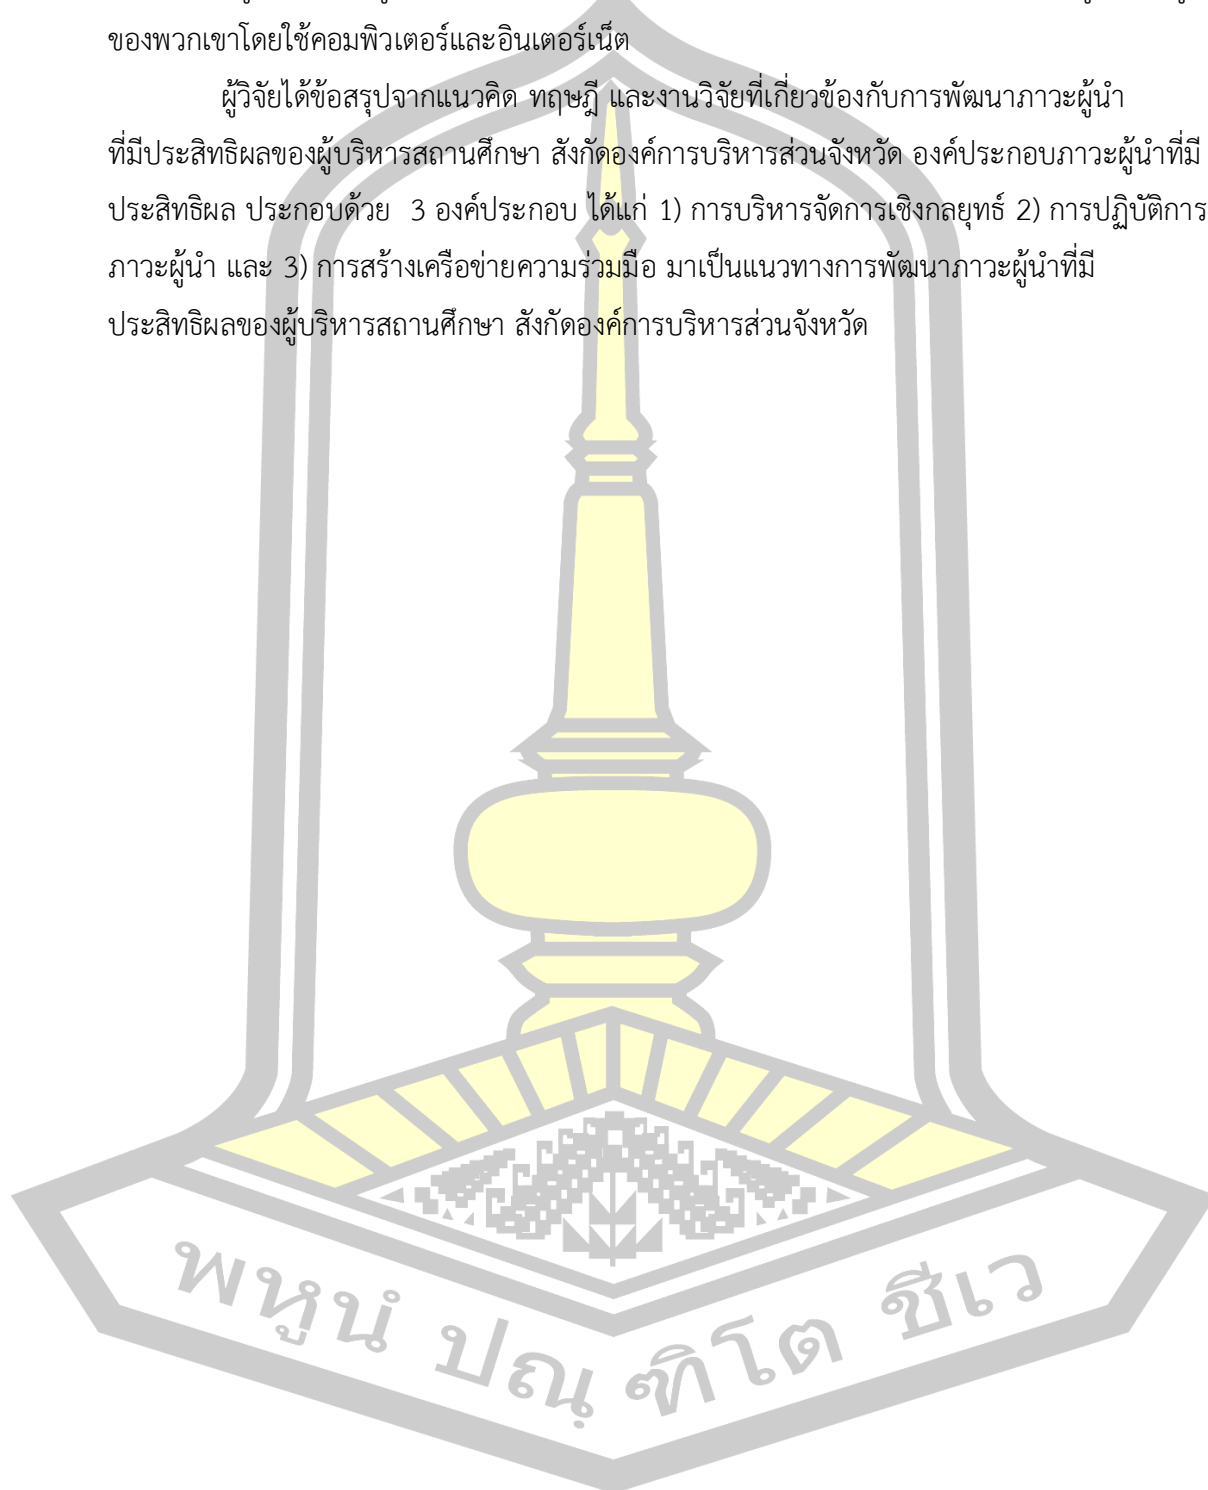 ของพวกเขาโดยใช้คอมพิวเตอร์และอินเตอร์เน็ต
ผู้วิจัยได้ข้อสรุปจากแนวคิด ทฤษฎี และงานวิจัยที่เกี่ยวข้องกับการพัฒนาภาวะผู้นำ
ที่มีประสิทธิผลของผู้บริหารสถานศึกษา สังกัดองค์การบริหารส่วนจังหวัด องค์ประกอบภาวะผู้นำที่มี
ประสิทธิผล ประกอบด้วย 3 องค์ประกอบ ได้แก่ 1) การบริหารจัดการเชิงกลยุทธ์ 2) การปฏิบัติการ
ภาวะผู้นำ และ 3) การสร้างเครือข่ายความร่วมมือ มาเป็นแนวทางการพัฒนาภาวะผู้นำที่มี
ประสิทธิผลของผู้บริหารสถานศึกษา สังกัดองค์การบริหารส่วนจังหวัด
พหูนํ ปณฺฑิโต ชีเว